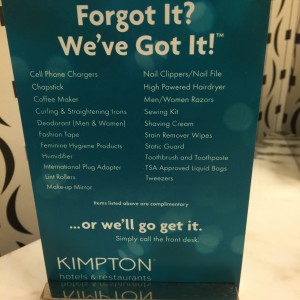 Forgot It?
We've Got It!™
Cell Phone Chargers
Chapstick
Coffee Maker
Curling & Straightening Irons
Deodorant (Men & Women)
Fashion Tape
Feminine Hygiene Products
Humidifier
International Plug Adapter
Lint Rollers
Make-up Mirror
Nail Clippers/Nail File
High Powered Hairdryer
Men/Women Razors
Sewing Kit
Shaving Cream
Stain Remover Wipes
Static Guard
Toothbrush and Toothpaste
TSA Approved Liquid Bags
Tweezers
Items listed above are complimentary
...or we'll go get it.
Simply call the front desk.
KIMPTON®
hotels & restaurants